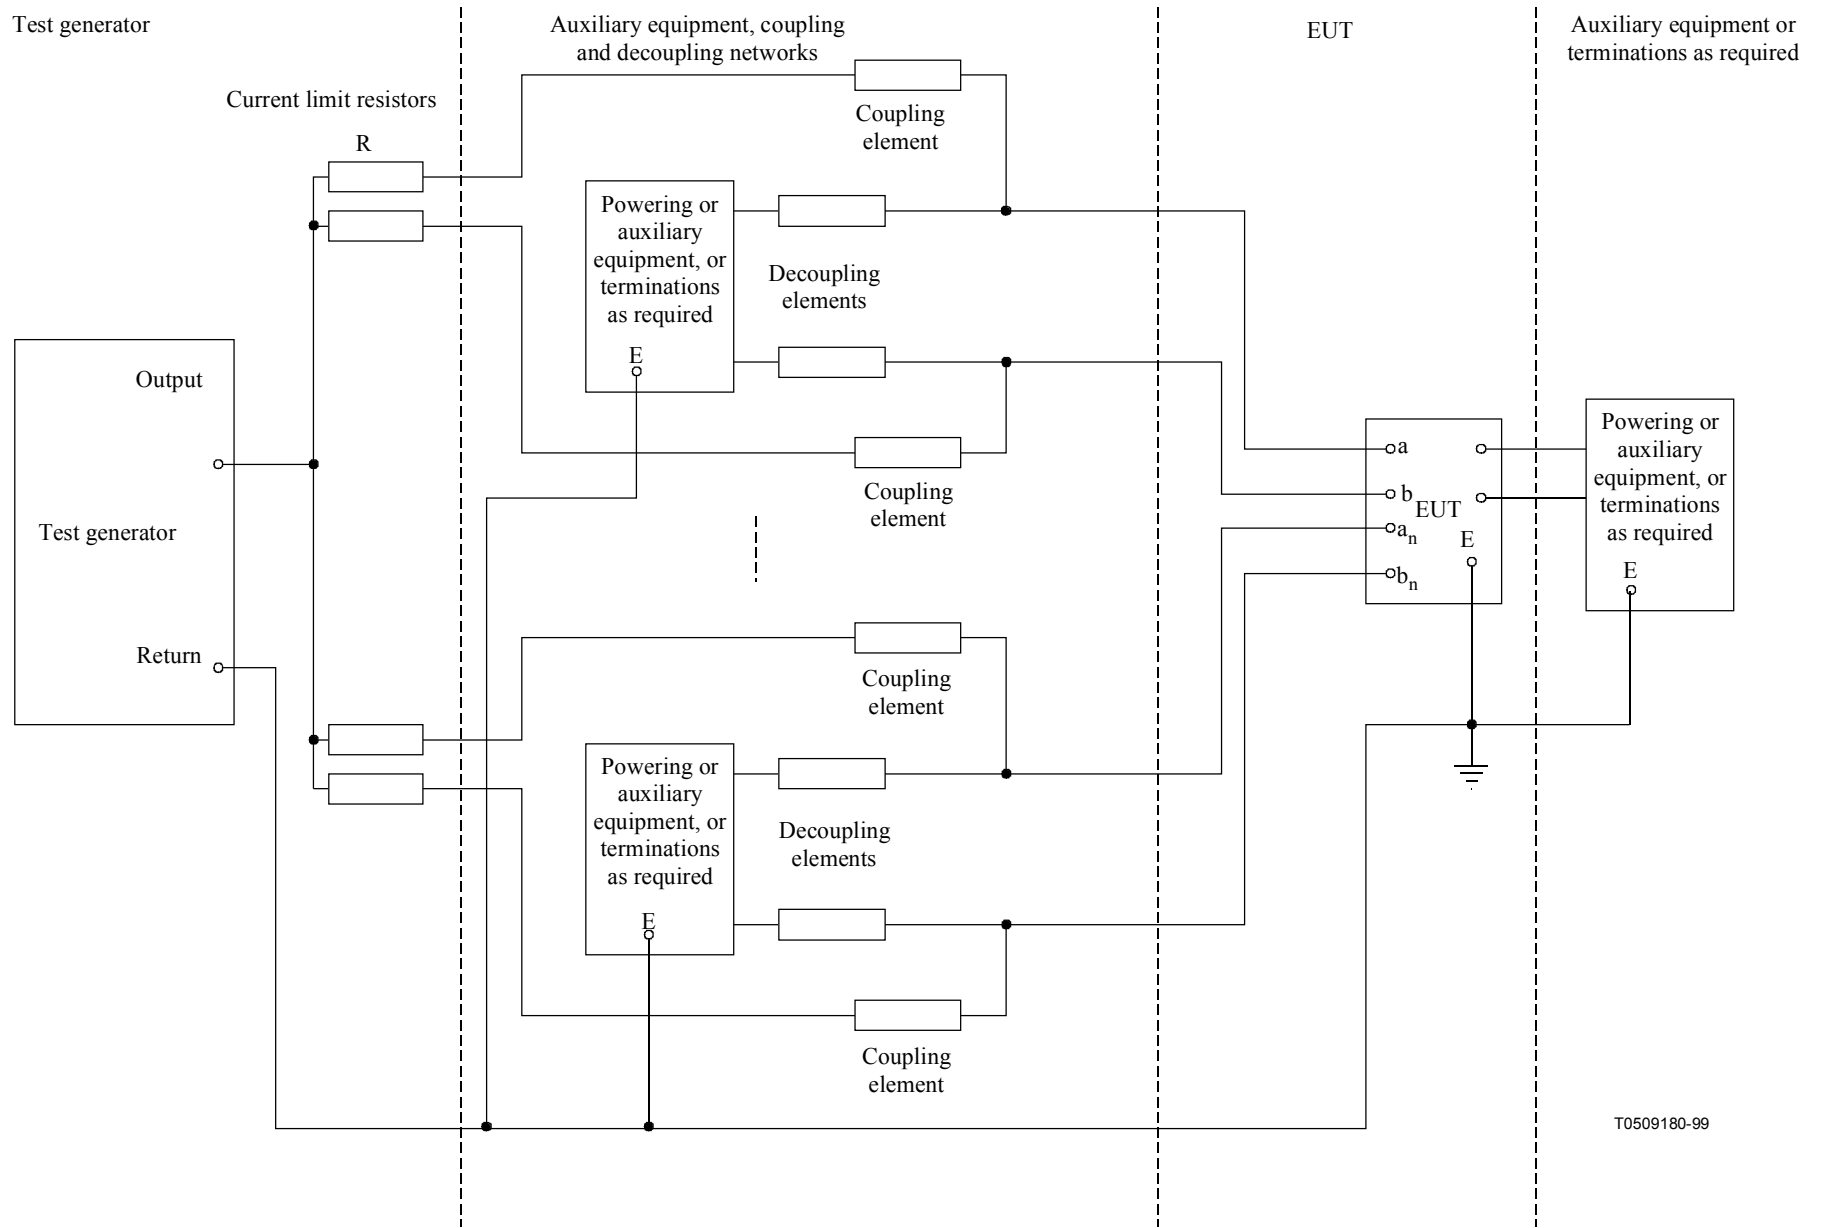 Test generator
Auxiliary equipment, coupling
and decoupling networks
EUT
Auxiliary equipment or
terminations as required
Current limit resistors
R
Coupling
element
Powering or
auxiliary
equipment, or
terminations
as required
E
Decoupling
elements
Coupling
element
Output
Test generator
Return
a
b
EUT
an
bn
E
Powering or
auxiliary
equipment, or
terminations
as required
E
Coupling
element
Powering or
auxiliary
equipment, or
terminations
as required
E
Decoupling
elements
Coupling
element
T0509180-99